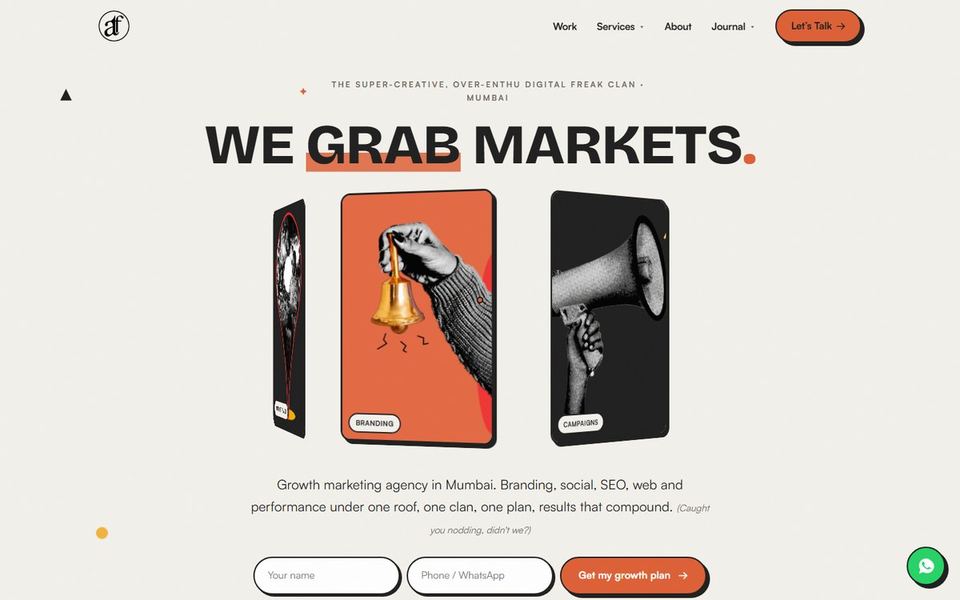 af
Work Services About Journal Let's Talk →
THE SUPER-CREATIVE, OVER-ENTHU DIGITAL FREAK CLAN ·
MUMBAI
WE GRAB MARKETS.
BRANDING
CAMPAIGNS
Growth marketing agency in Mumbai. Branding, social, SEO, web and
performance under one roof, one clan, one plan, results that compound. (Caught
you nodding, didn't we?)
Your name Phone / WhatsApp Get my growth plan →